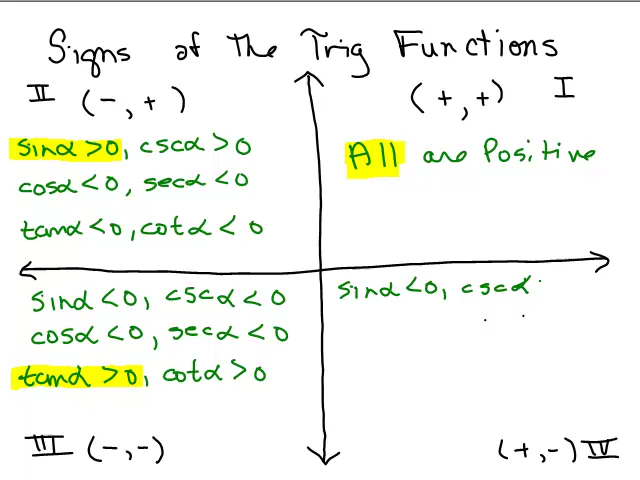 Signs of The Trig Functions
II (-, +)
(+, +) I
sinα > 0, cscα > 0
cosα < 0, secα < 0
tanα < 0, cotα < 0
All are Positive
sinα < 0, cscα < 0
cosα < 0, secα < 0
tanα > 0, cotα > 0
sinα < 0, cscα
III (-, -)
(+, -) IV